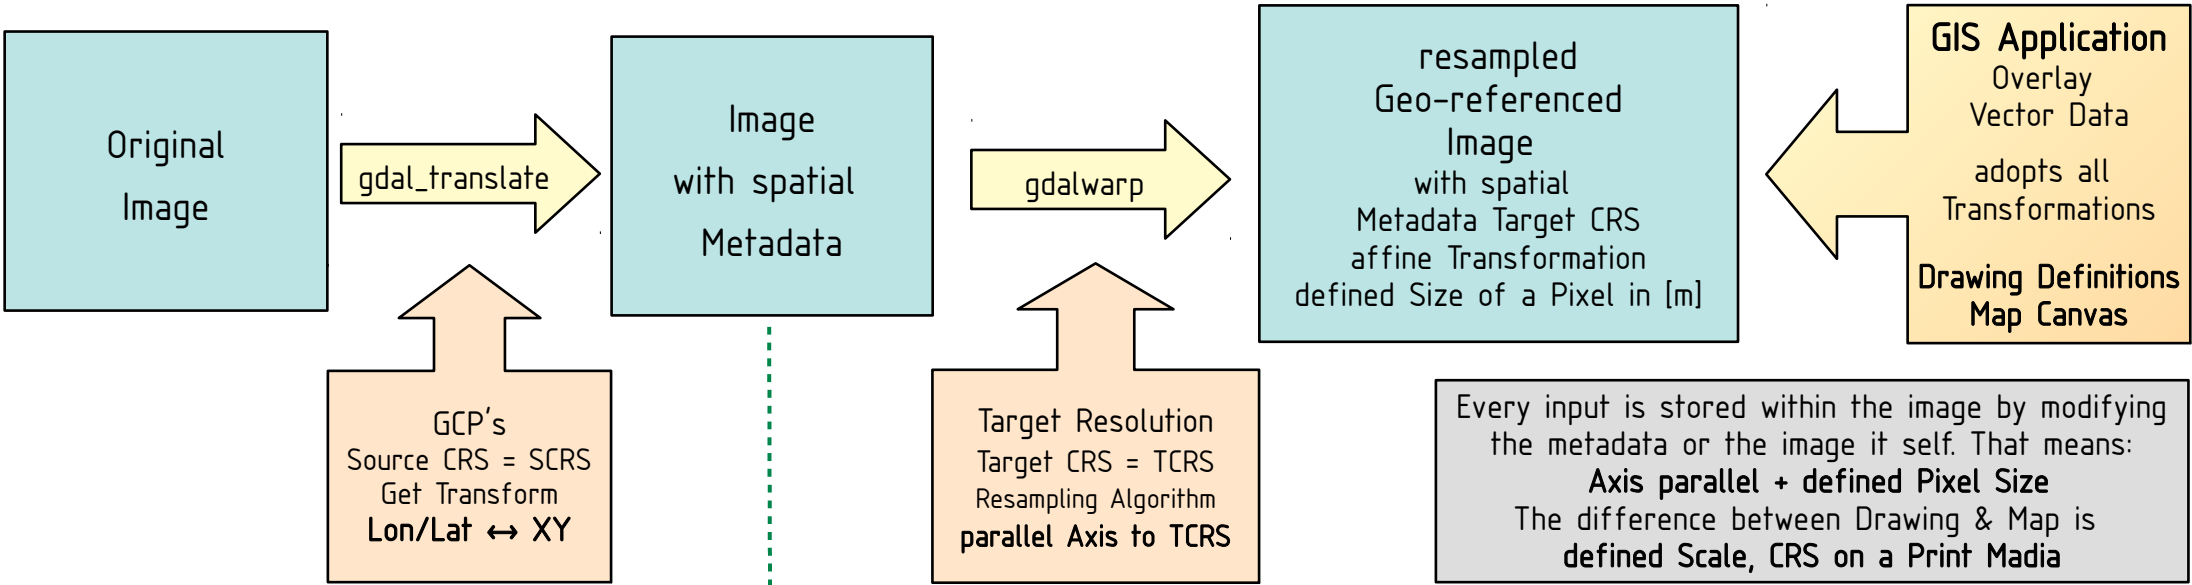 Original
Image
gdal_translate
Image
with spatial
Metadata
gdalwarp
resampled
Geo-referenced
Image
with spatial
Metadata Target CRS
affine Transformation
defined Size of a Pixel in [m]
GIS Application
Overlay
Vector Data
adopts all
Transformations
Drawing Definitions
Map Canvas
GCP's
Source CRS = SCRS
Get Transform
Lon/Lat ↔ XY
Target Resolution
Target CRS = TCRS
Resampling Algorithm
parallel Axis to TCRS
Every input is stored within the image by modifying
the metadata or the image it self. That means:
Axis parallel + defined Pixel Size
The difference between Drawing & Map is
defined Scale, CRS on a Print Madia